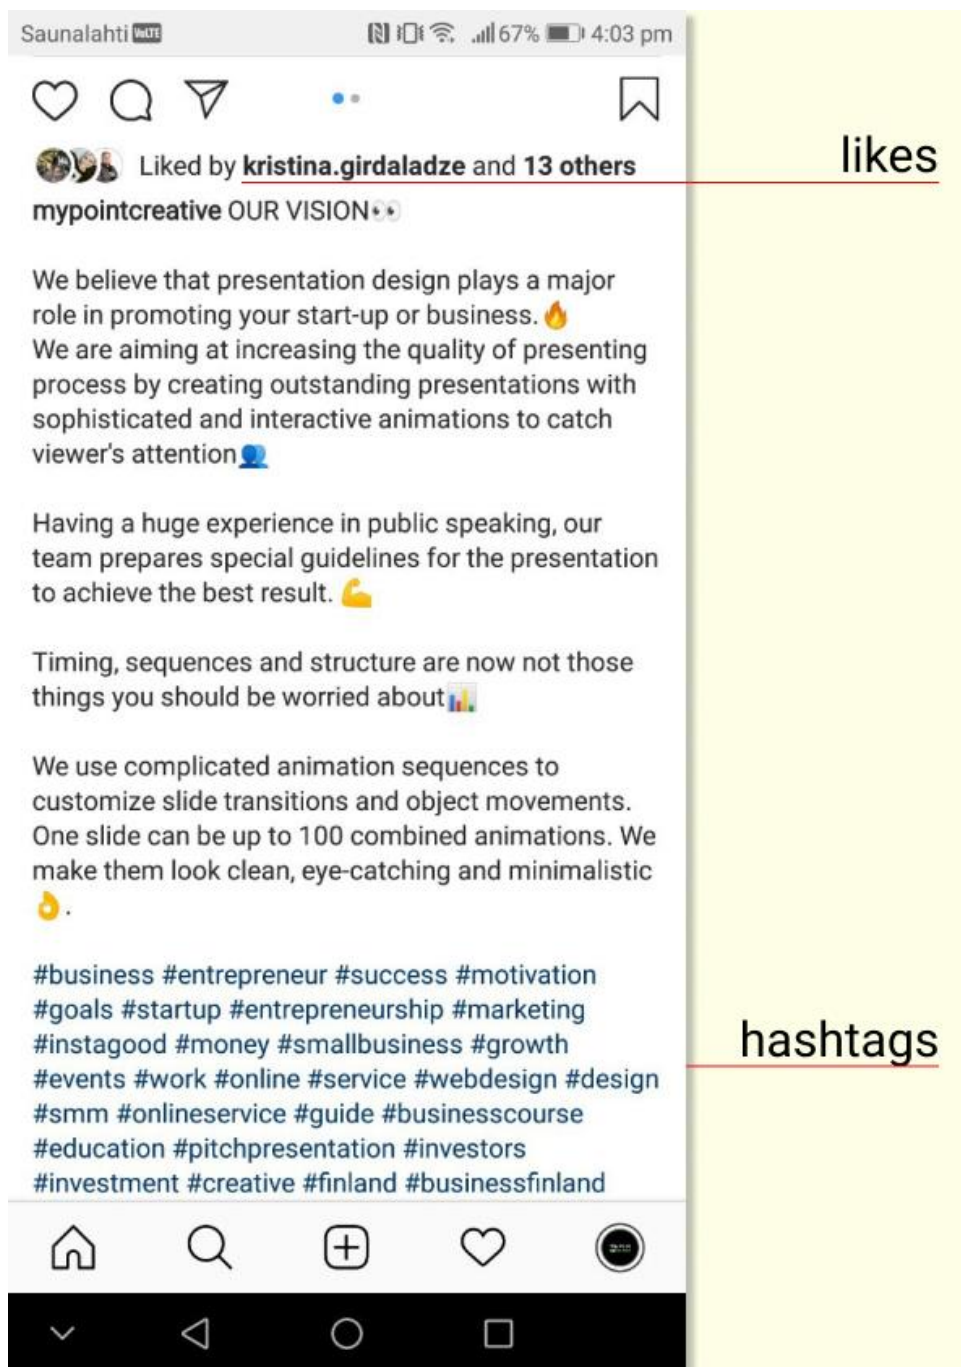 Saunalahti VoLTE 67% 4:03 pm
Liked by kristina.girdaladze and 13 others
likes
mypointcreative OUR VISION👀
We believe that presentation design plays a major
role in promoting your start-up or business.🔥
We are aiming at increasing the quality of presenting
process by creating outstanding presentations with
sophisticated and interactive animations to catch
viewer's attention👥
Having a huge experience in public speaking, our
team prepares special guidelines for the presentation
to achieve the best result. 💪
Timing, sequences and structure are now not those
things you should be worried about📊
We use complicated animation sequences to
customize slide transitions and object movements.
One slide can be up to 100 combined animations. We
make them look clean, eye-catching and minimalistic
👌.
#business #entrepreneur #success #motivation
#goals #startup #entrepreneurship #marketing
#instagood #money #smallbusiness #growth
hashtags
#events #work #online #service #webdesign #design
#smm #onlineservice #guide #businesscourse
#education #pitchpresentation #investors
#investment #creative #finland #businessfinland